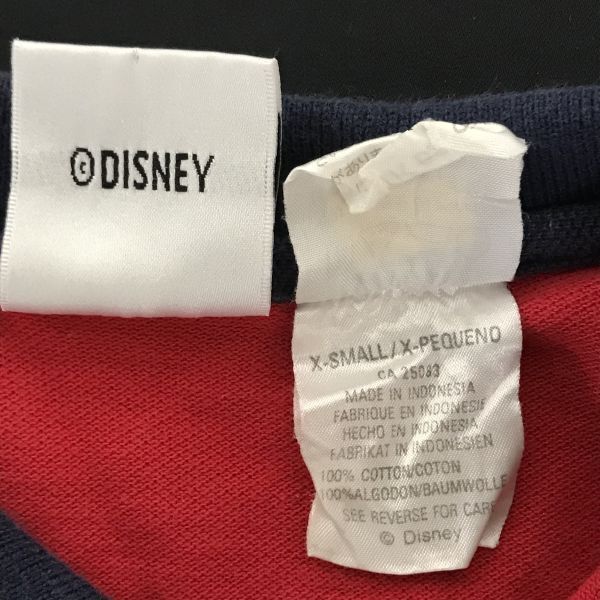 ©DISNEY
X-SMALL/X-PEQUENO
CA 25083
MADE IN INDONESIA
FABRIQUE EN INDONESIE
HECHO EN INDONESIA
FABRIKAT IN INDONESIEN
100% COTTON/COTON
100%ALGODON/BAUMWOLLE
SEE REVERSE FOR CARE
© Disney